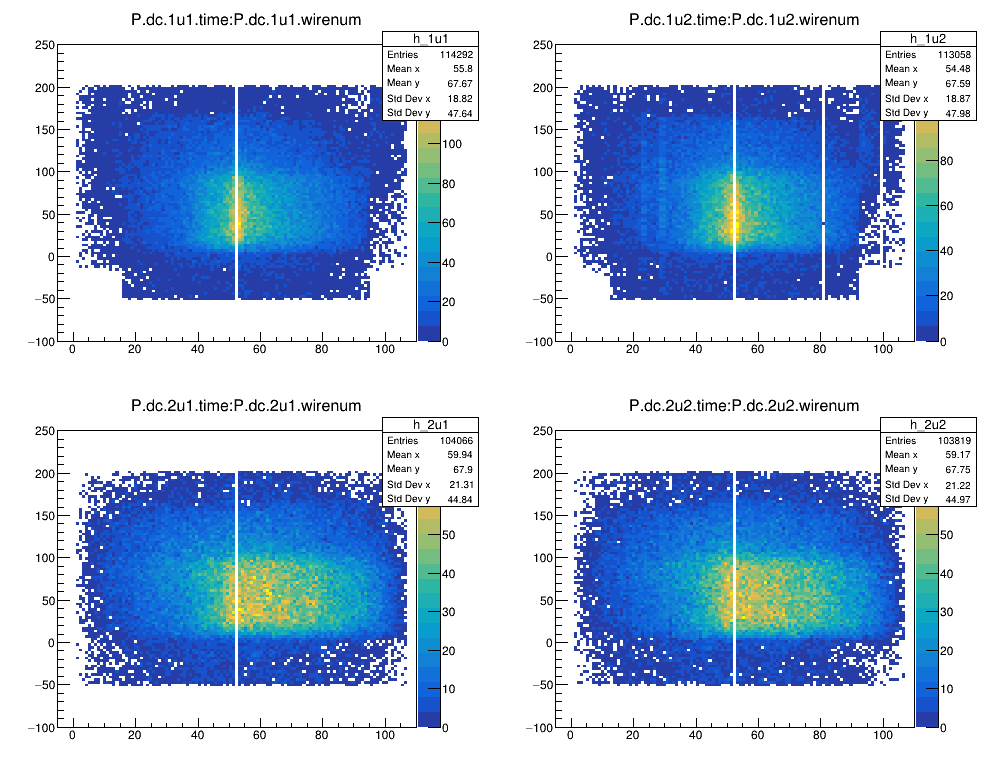 P.dc.1u1.time:P.dc.1u1.wirenum
h_1u1
Entries 114292
Mean x 55.8
Mean y 67.67
Std Dev x 18.82
Std Dev y 47.64
250
200
150
100
50
0
−50
−100
0 20 40 60 80 100
100
80
60
40
20
0
P.dc.1u2.time:P.dc.1u2.wirenum
h_1u2
Entries 113058
Mean x 54.48
Mean y 67.59
Std Dev x 18.87
Std Dev y 47.98
250
200
150
100
50
0
−50
−100
0 20 40 60 80 100
80
60
40
20
0
P.dc.2u1.time:P.dc.2u1.wirenum
h_2u1
Entries 104066
Mean x 59.94
Mean y 67.9
Std Dev x 21.31
Std Dev y 44.84
250
200
150
100
50
0
−50
−100
0 20 40 60 80 100
50
40
30
20
10
0
P.dc.2u2.time:P.dc.2u2.wirenum
h_2u2
Entries 103819
Mean x 59.17
Mean y 67.75
Std Dev x 21.22
Std Dev y 44.97
250
200
150
100
50
0
−50
−100
0 20 40 60 80 100
50
40
30
20
10
0